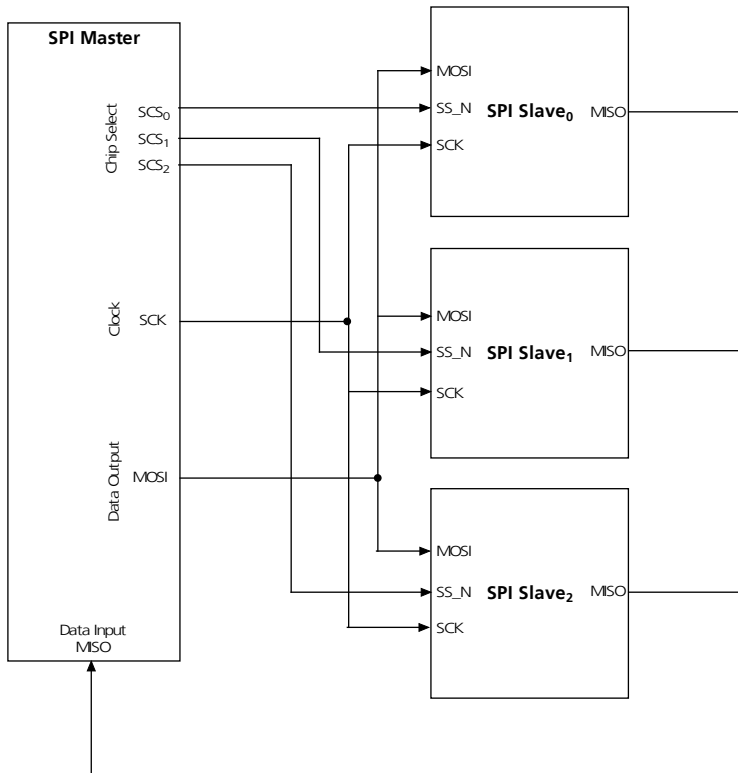 SPI Master
Chip Select
SCS0
SCS1
SCS2
Clock
SCK
Data Output
MOSI
Data Input
MISO
MOSI
SS_N
SCK
SPI Slave0
MISO
MOSI
SS_N
SCK
SPI Slave1
MISO
MOSI
SS_N
SCK
SPI Slave2
MISO